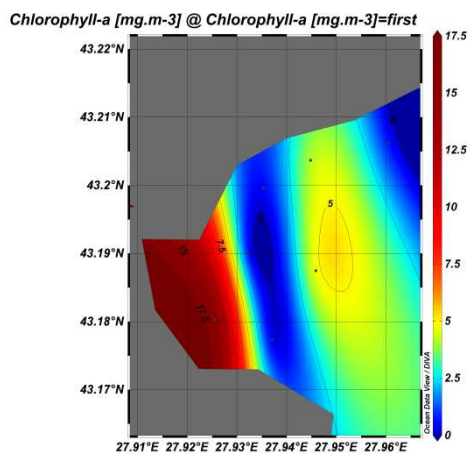 Chlorophyll-a [mg.m-3] @ Chlorophyll-a [mg.m-3]=first
43.22°N
43.21°N
43.2°N
43.19°N
43.18°N
43.17°N
27.91°E 27.92°E 27.93°E 27.94°E 27.95°E 27.96°E
17.5
15
12.5
10
7.5
5
2.5
0
7.5
5
15
17.5
Ocean Data View / DIVA